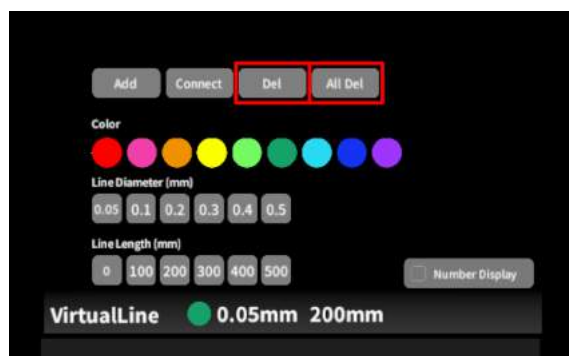 Add Connect Del All Del
Color
Line Diameter (mm)
0.05 0.1 0.2 0.3 0.4 0.5
Line Length (mm)
0 100 200 300 400 500
Number Display
VirtualLine 0.05mm 200mm